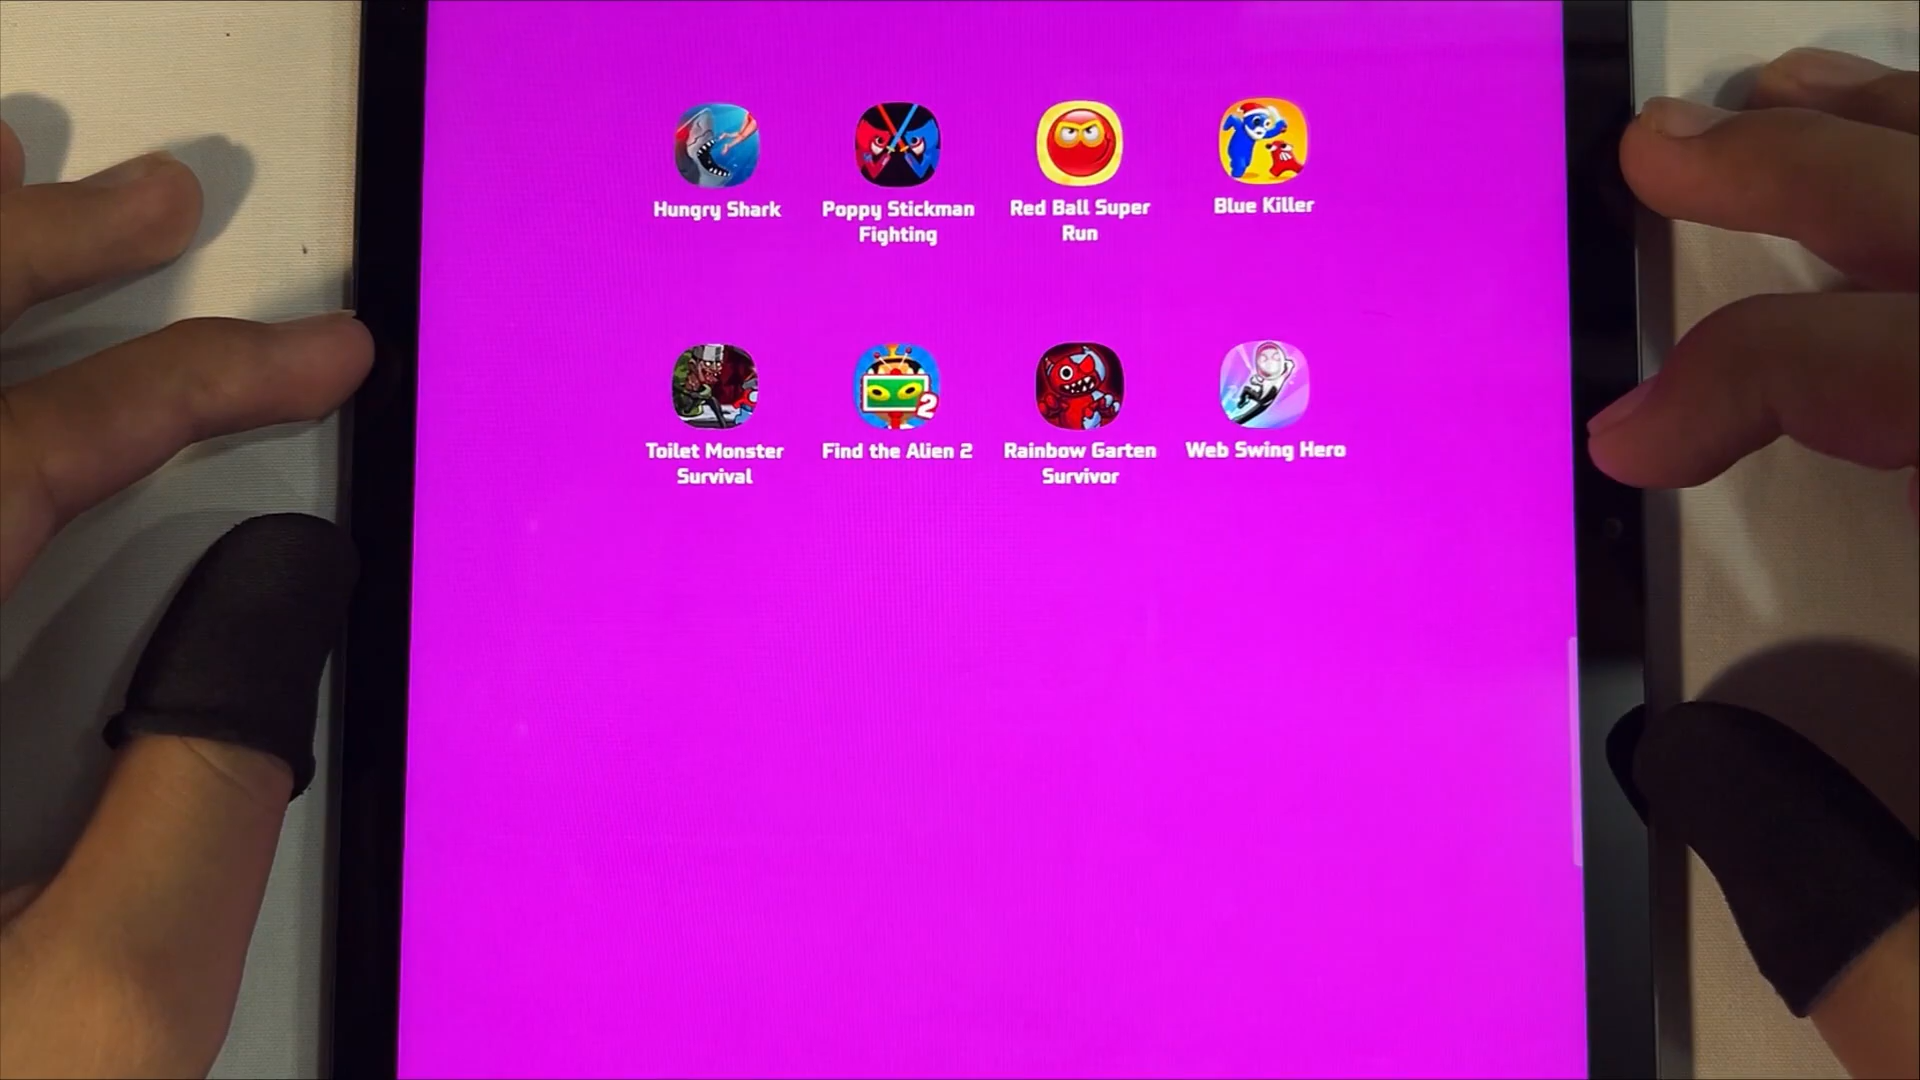 Hungry Shark
Poppy Stickman
Fighting
Red Ball Super
Run
Blue Killer
Toilet Monster
Survival
2
Find the Alien 2
Rainbow Garten
Survivor
Web Swing Hero